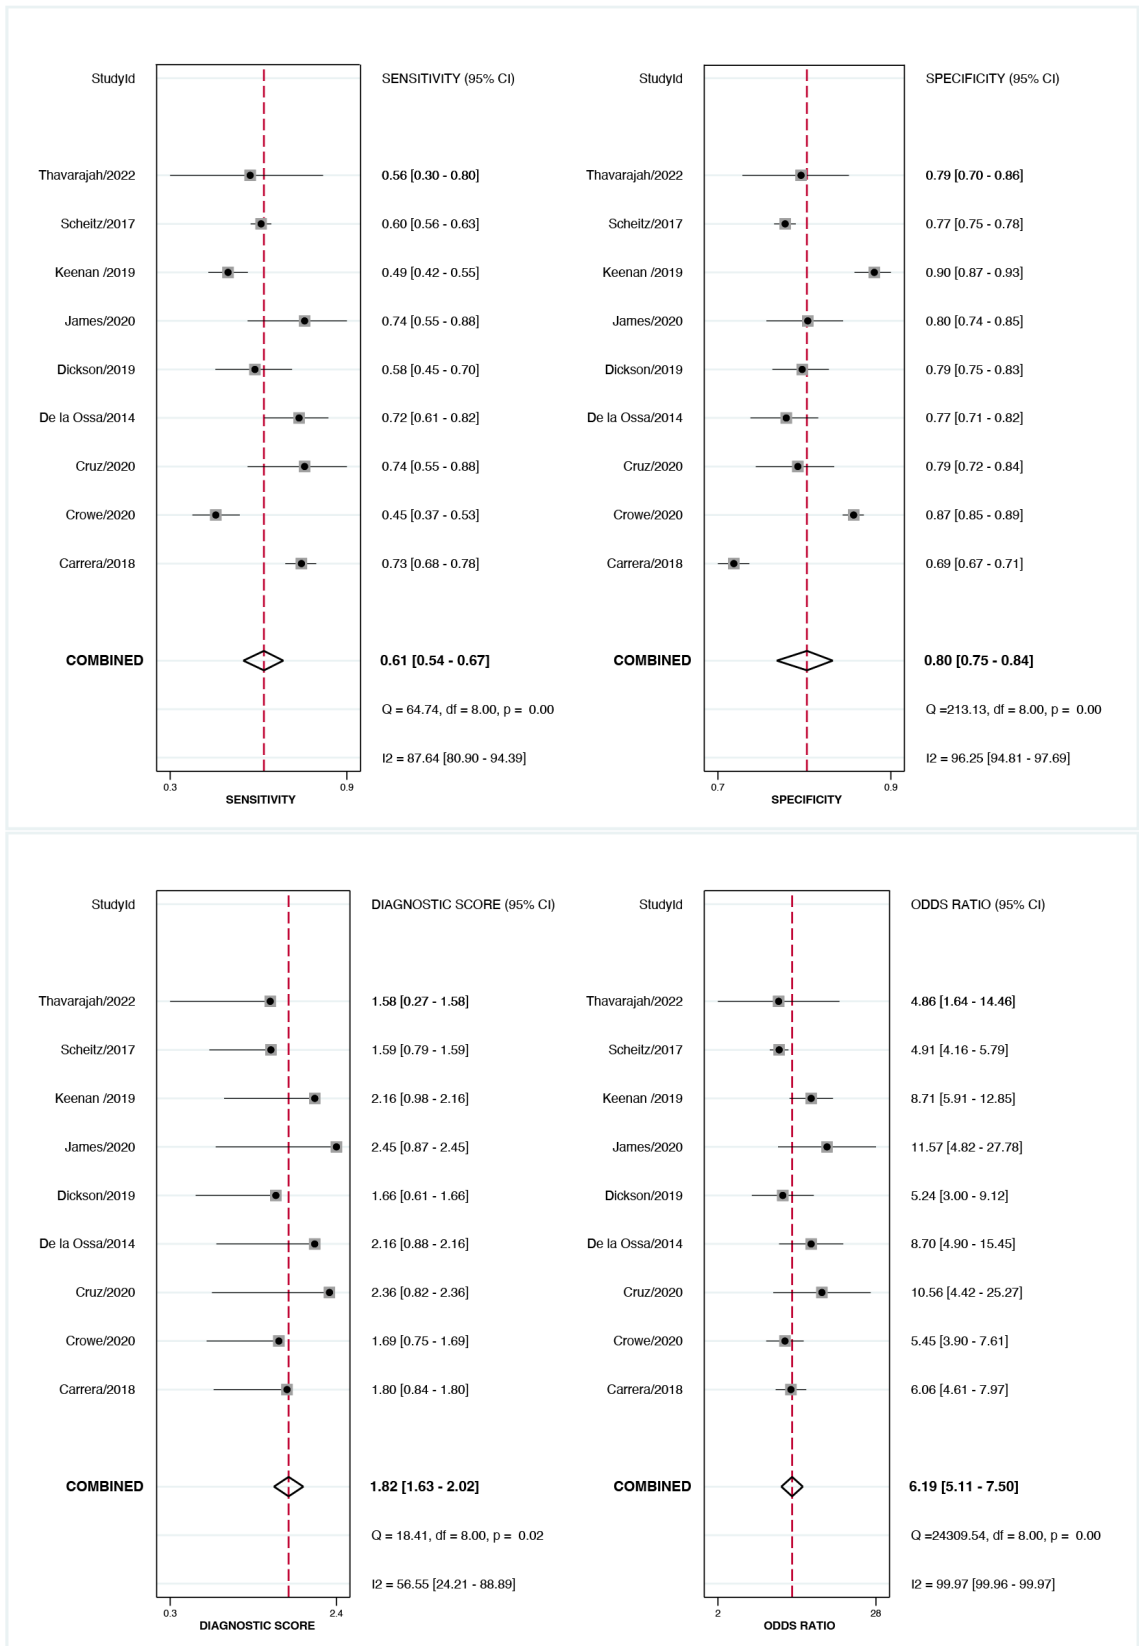 StudyId SENSITIVITY (95% CI)
Thavarajah/2022 0.56 [0.30 - 0.80]
Scheitz/2017 0.60 [0.56 - 0.63]
Keenan /2019 0.49 [0.42 - 0.55]
James/2020 0.74 [0.55 - 0.88]
Dickson/2019 0.58 [0.45 - 0.70]
De la Ossa/2014 0.72 [0.61 - 0.82]
Cruz/2020 0.74 [0.55 - 0.88]
Crowe/2020 0.45 [0.37 - 0.53]
Carrera/2018 0.73 [0.68 - 0.78]
COMBINED 0.61 [0.54 - 0.67]
Q = 64.74, df = 8.00, p = 0.00
I2 = 87.64 [80.90 - 94.39]
0.3 0.9
SENSITIVITY
StudyId SPECIFICITY (95% CI)
Thavarajah/2022 0.79 [0.70 - 0.86]
Scheitz/2017 0.77 [0.75 - 0.78]
Keenan /2019 0.90 [0.87 - 0.93]
James/2020 0.80 [0.74 - 0.85]
Dickson/2019 0.79 [0.75 - 0.83]
De la Ossa/2014 0.77 [0.71 - 0.82]
Cruz/2020 0.79 [0.72 - 0.84]
Crowe/2020 0.87 [0.85 - 0.89]
Carrera/2018 0.69 [0.67 - 0.71]
COMBINED 0.80 [0.75 - 0.84]
Q =213.13, df = 8.00, p = 0.00
I2 = 96.25 [94.81 - 97.69]
0.7 0.9
SPECIFICITY
StudyId DIAGNOSTIC SCORE (95% CI)
Thavarajah/2022 1.58 [0.27 - 1.58]
Scheitz/2017 1.59 [0.79 - 1.59]
Keenan /2019 2.16 [0.98 - 2.16]
James/2020 2.45 [0.87 - 2.45]
Dickson/2019 1.66 [0.61 - 1.66]
De la Ossa/2014 2.16 [0.88 - 2.16]
Cruz/2020 2.36 [0.82 - 2.36]
Crowe/2020 1.69 [0.75 - 1.69]
Carrera/2018 1.80 [0.84 - 1.80]
COMBINED 1.82 [1.63 - 2.02]
Q = 18.41, df = 8.00, p = 0.02
I2 = 56.55 [24.21 - 88.89]
0.3 2.4
DIAGNOSTIC SCORE
StudyId ODDS RATIO (95% CI)
Thavarajah/2022 4.86 [1.64 - 14.46]
Scheitz/2017 4.91 [4.16 - 5.79]
Keenan /2019 8.71 [5.91 - 12.85]
James/2020 11.57 [4.82 - 27.78]
Dickson/2019 5.24 [3.00 - 9.12]
De la Ossa/2014 8.70 [4.90 - 15.45]
Cruz/2020 10.56 [4.42 - 25.27]
Crowe/2020 5.45 [3.90 - 7.61]
Carrera/2018 6.06 [4.61 - 7.97]
COMBINED 6.19 [5.11 - 7.50]
Q =24309.54, df = 8.00, p = 0.00
I2 = 99.97 [99.96 - 99.97]
2 28
ODDS RATIO